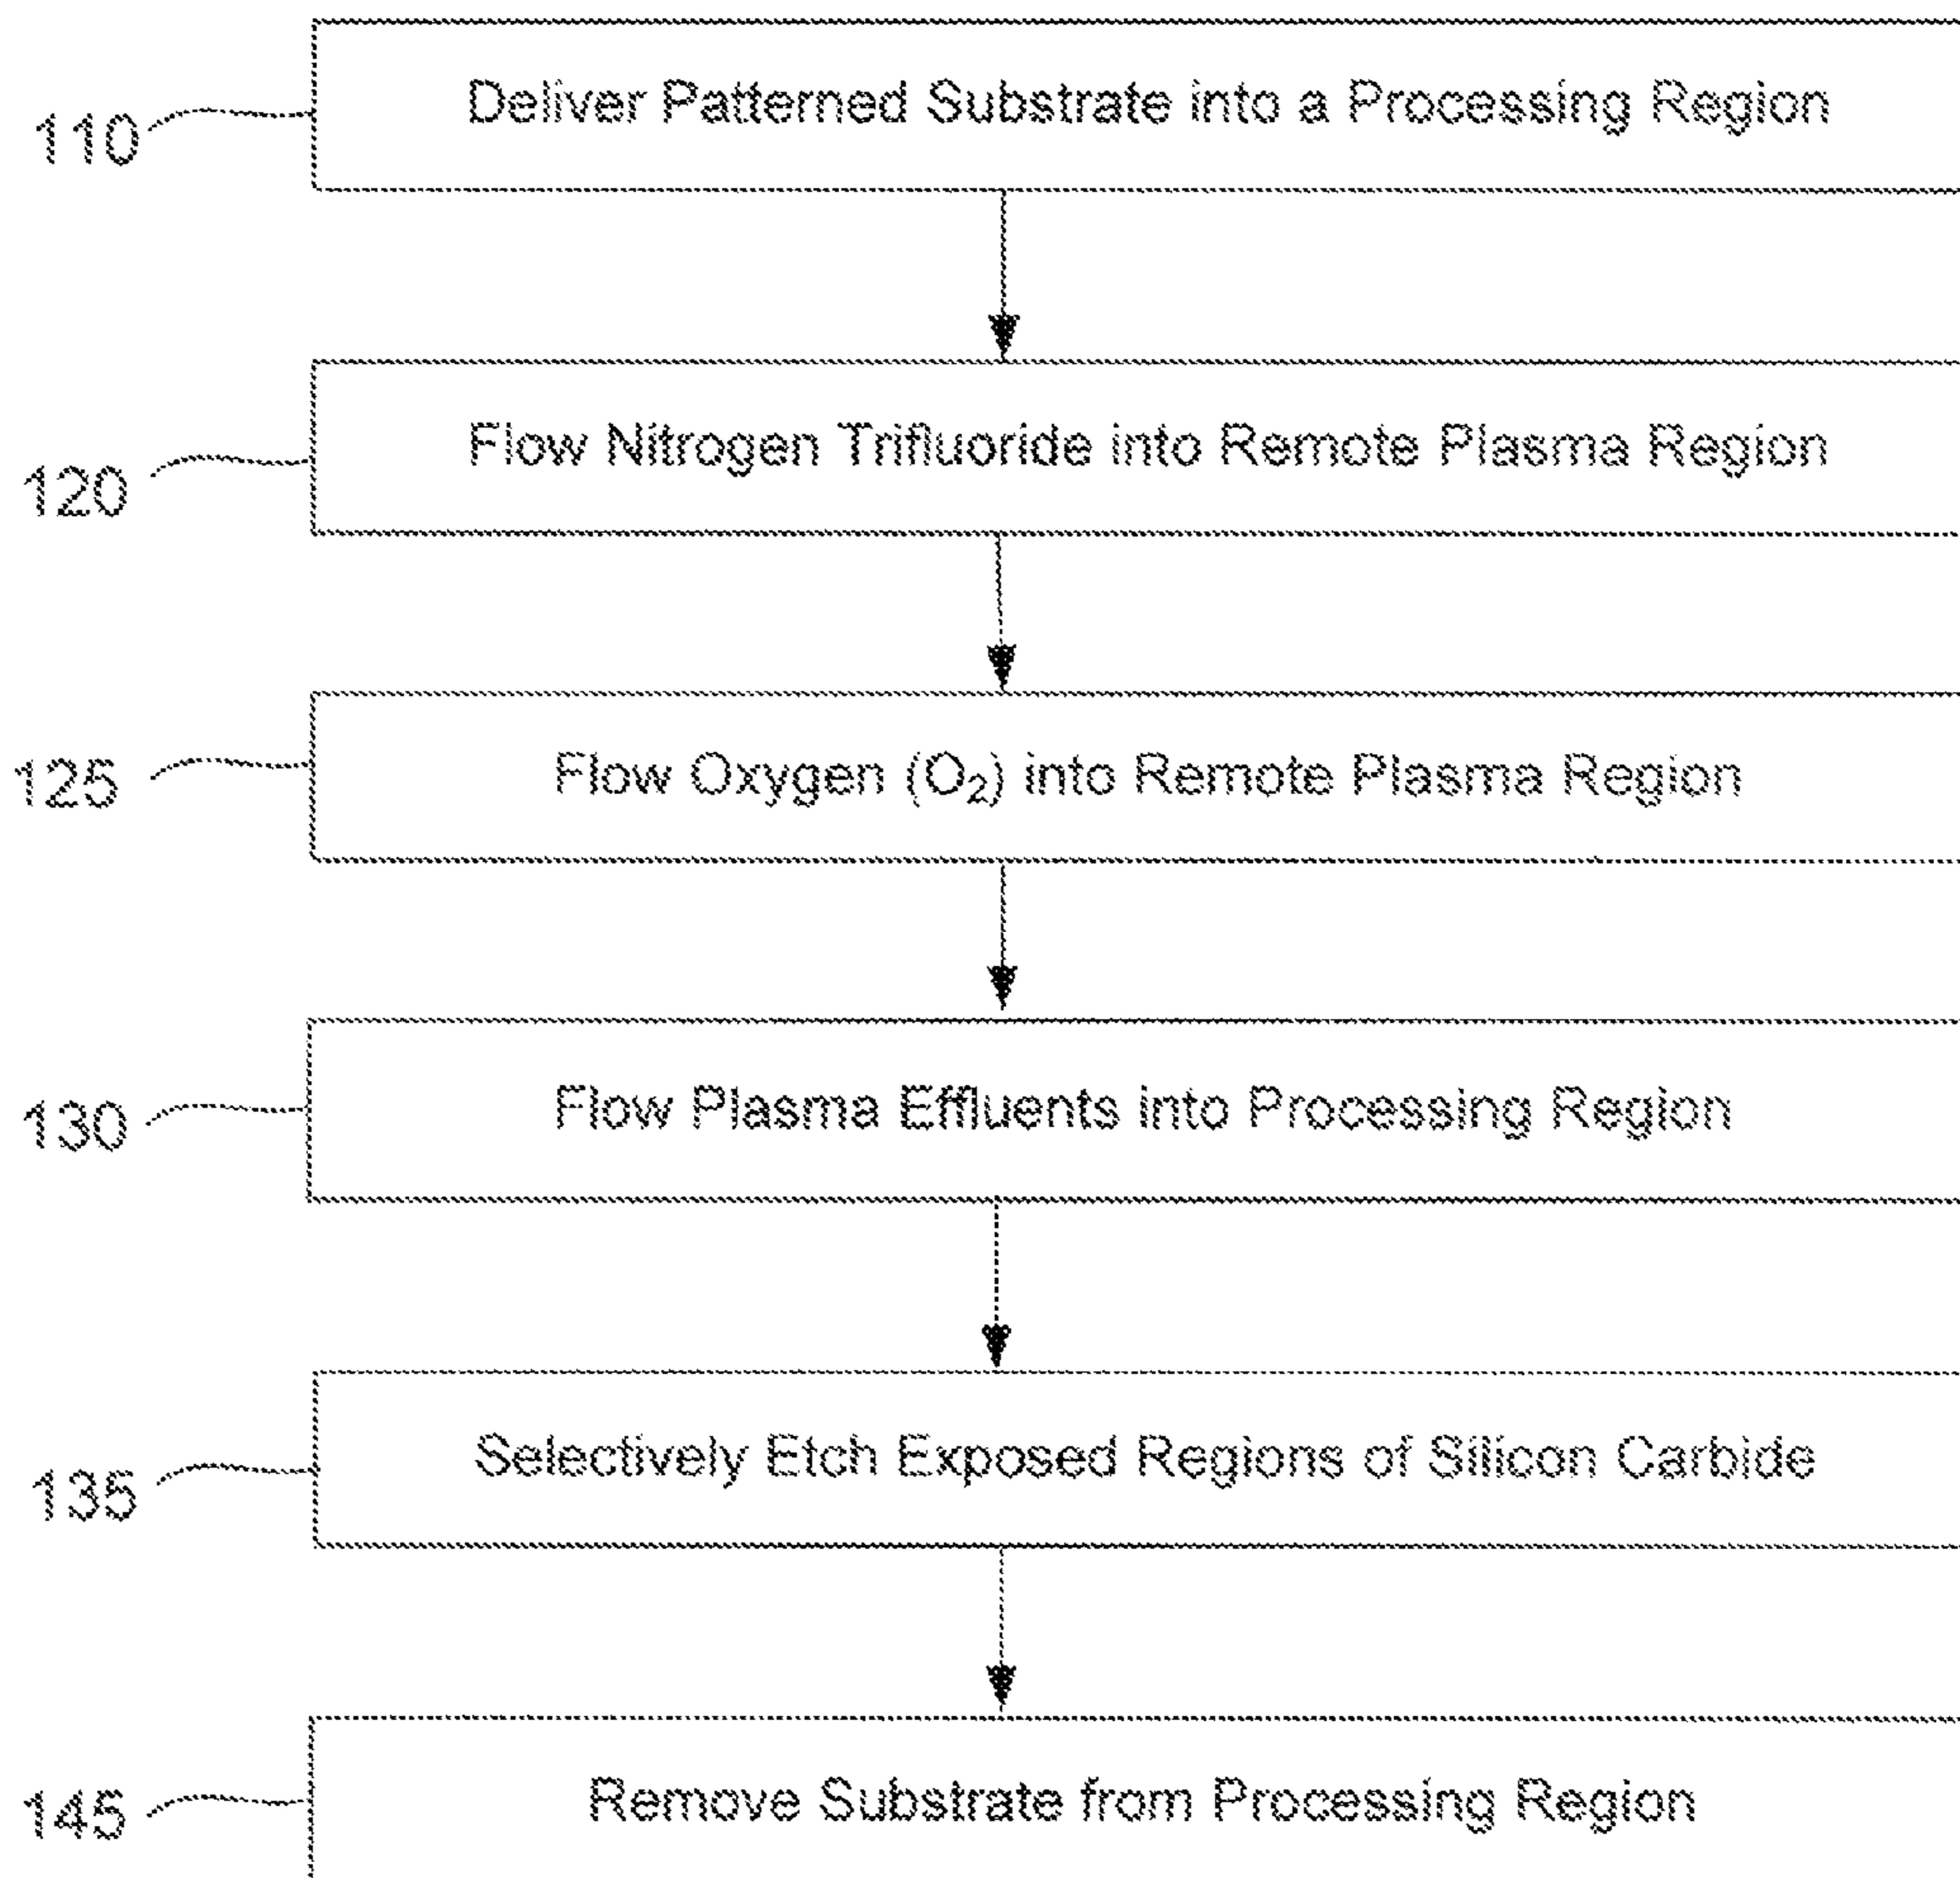 110 Deliver Patterned Substrate into a Processing Region
120 Flow Nitrogen Trifluoride into Remote Plasma Region
125 Flow Oxygen (O₂) into Remote Plasma Region
130 Flow Plasma Effluents into Processing Region
135 Selectively Etch Exposed Regions of Silicon Carbide
145 Remove Substrate from Processing Region